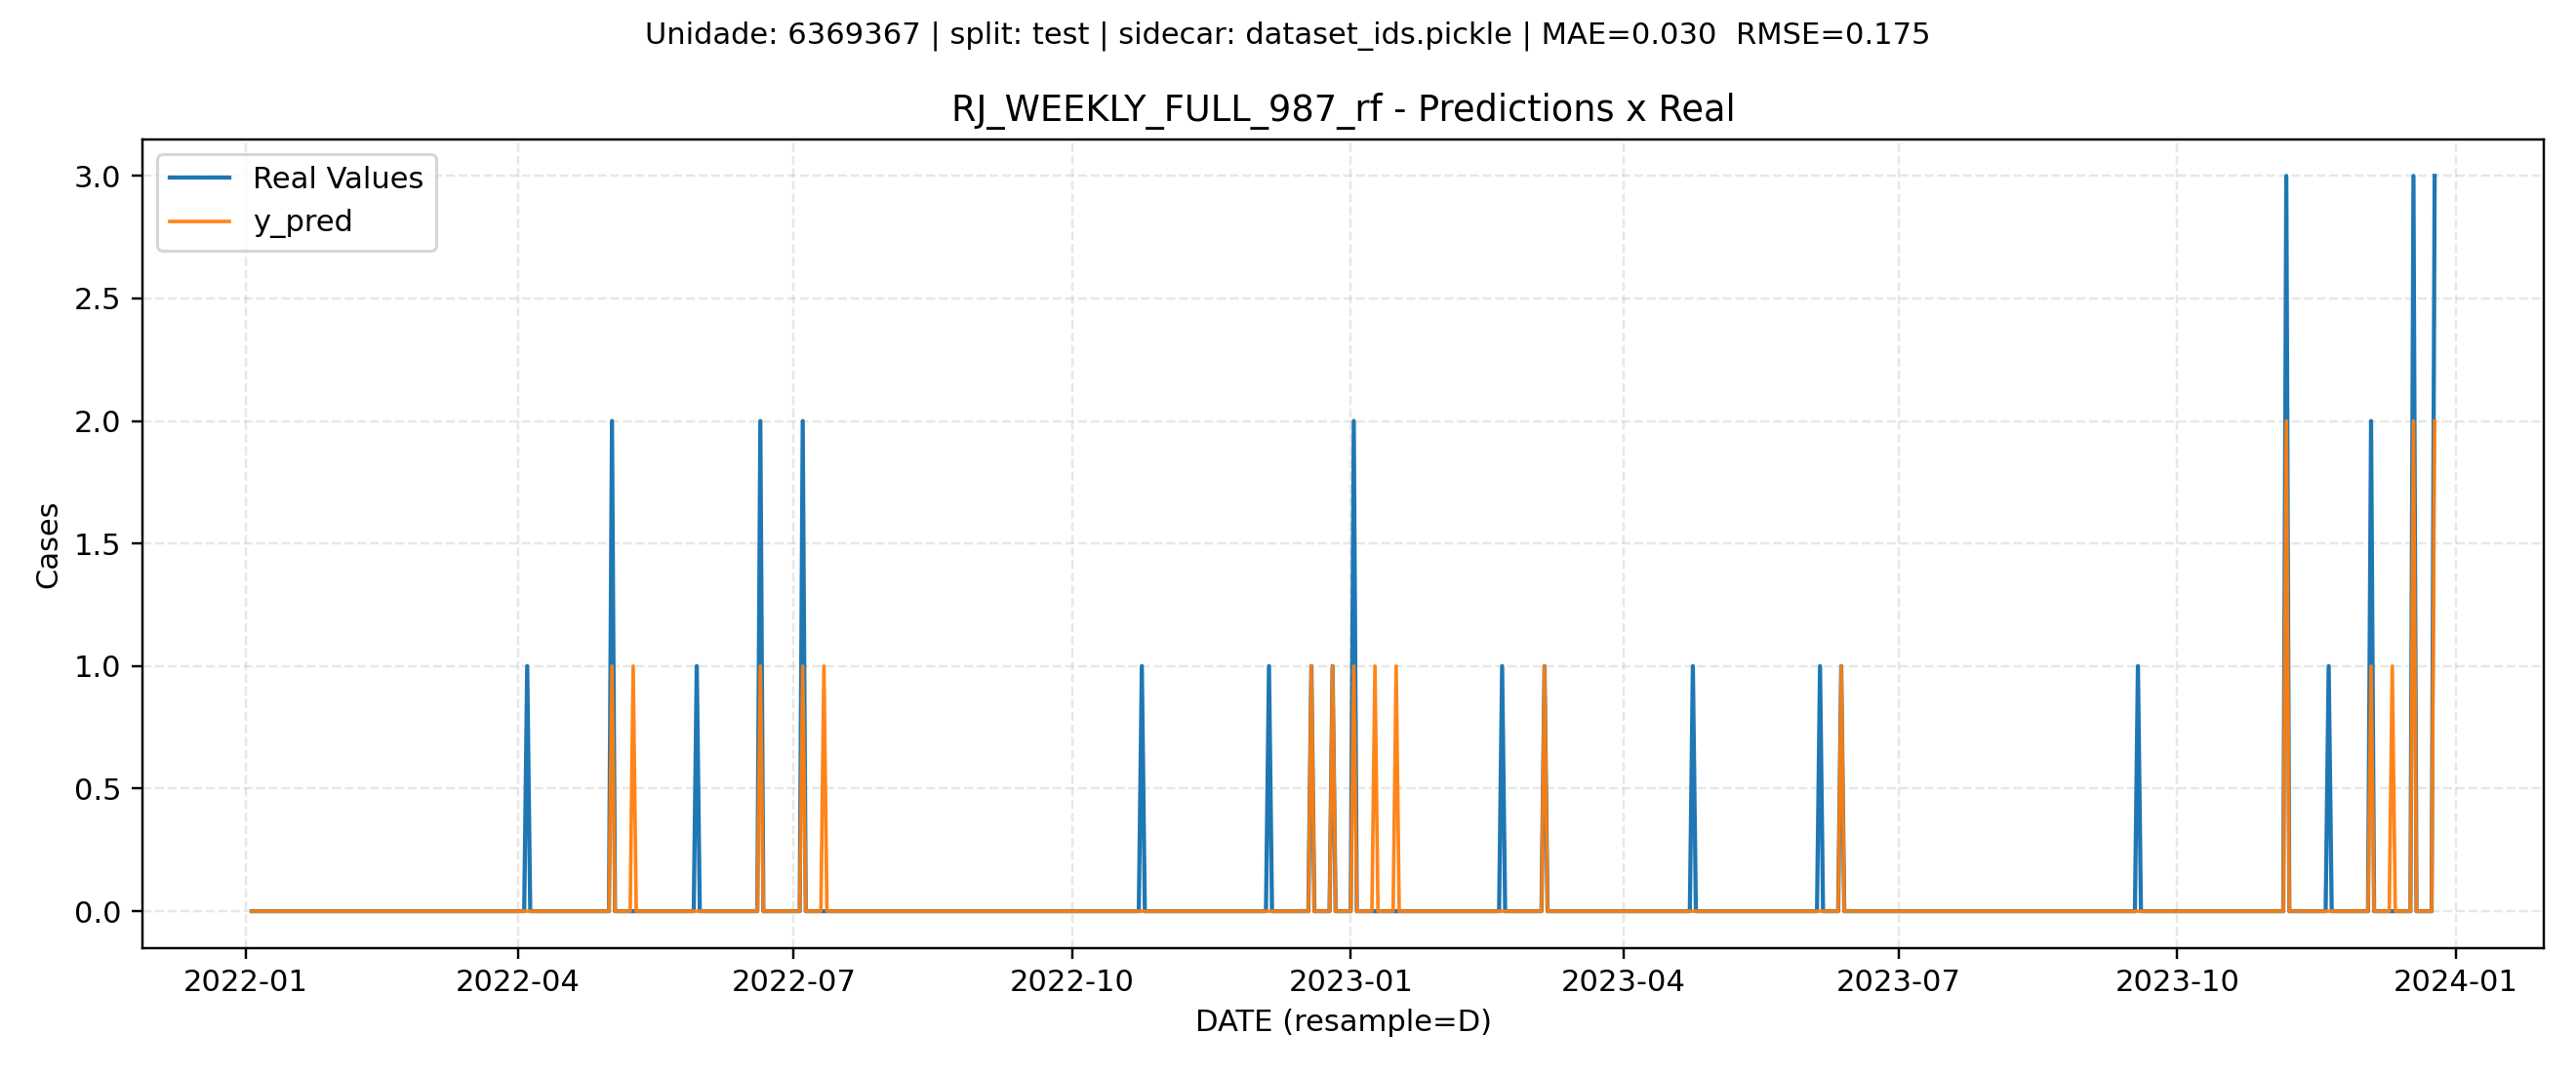 Unidade: 6369367 | split: test | sidecar: dataset_ids.pickle | MAE=0.030  RMSE=0.175
RJ_WEEKLY_FULL_987_rf - Predictions x Real
Real Values
y_pred
3.0
2.5
2.0
1.5
1.0
0.5
0.0
Cases
2022-01 2022-04 2022-07 2022-10 2023-01 2023-04 2023-07 2023-10 2024-01
DATE (resample=D)